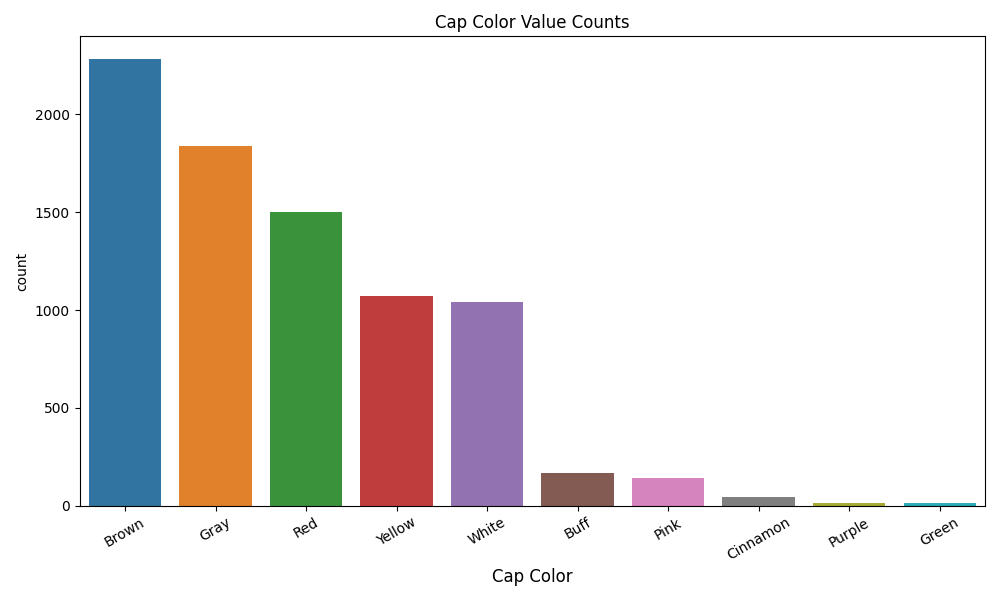 Cap Color Value Counts
count
2000
1500
1000
500
0
Brown
Gray
Red
Yellow
White
Buff
Pink
Cinnamon
Purple
Green
Cap Color